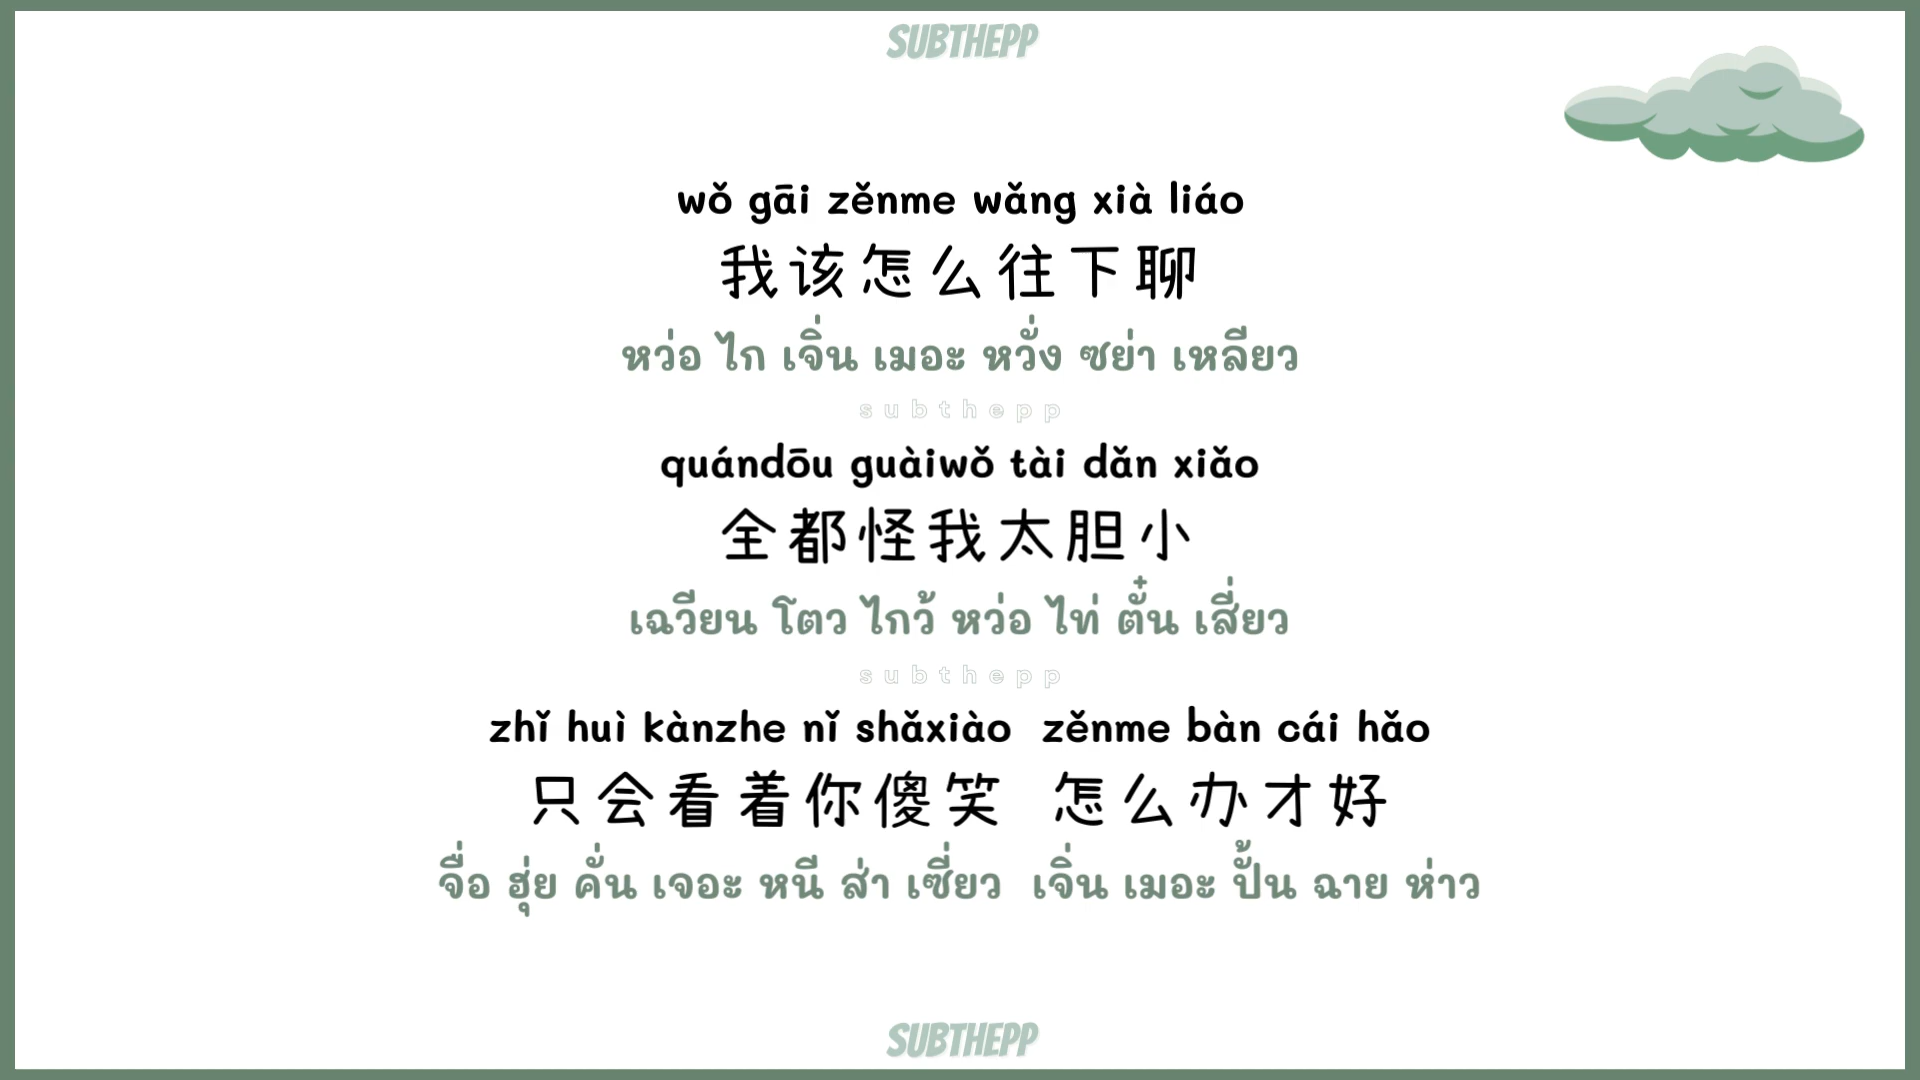 SUBTHEPP
wǒ gāi zěnme wǎng xià liáo
我该怎么往下聊
หว่อ ไก เจิ่น เมอะ หวั่ง ซย่า เหลียว
subthepp
quándōu guàiwǒ tài dǎn xiǎo
全都怪我太胆小
เฉวียน โตว ไกว้ หว่อ ไท่ ตั๋น เสี่ยว
subthepp
zhǐ huì kànzhe nǐ shǎxiào zěnme bàn cái hǎo
只会看着你傻笑 怎么办才好
จื่อ ฮุ่ย คั่น เจอะ หนี ส่า เซี่ยว เจิ่น เมอะ ปั้น ฉาย ห่าว
SUBTHEPP